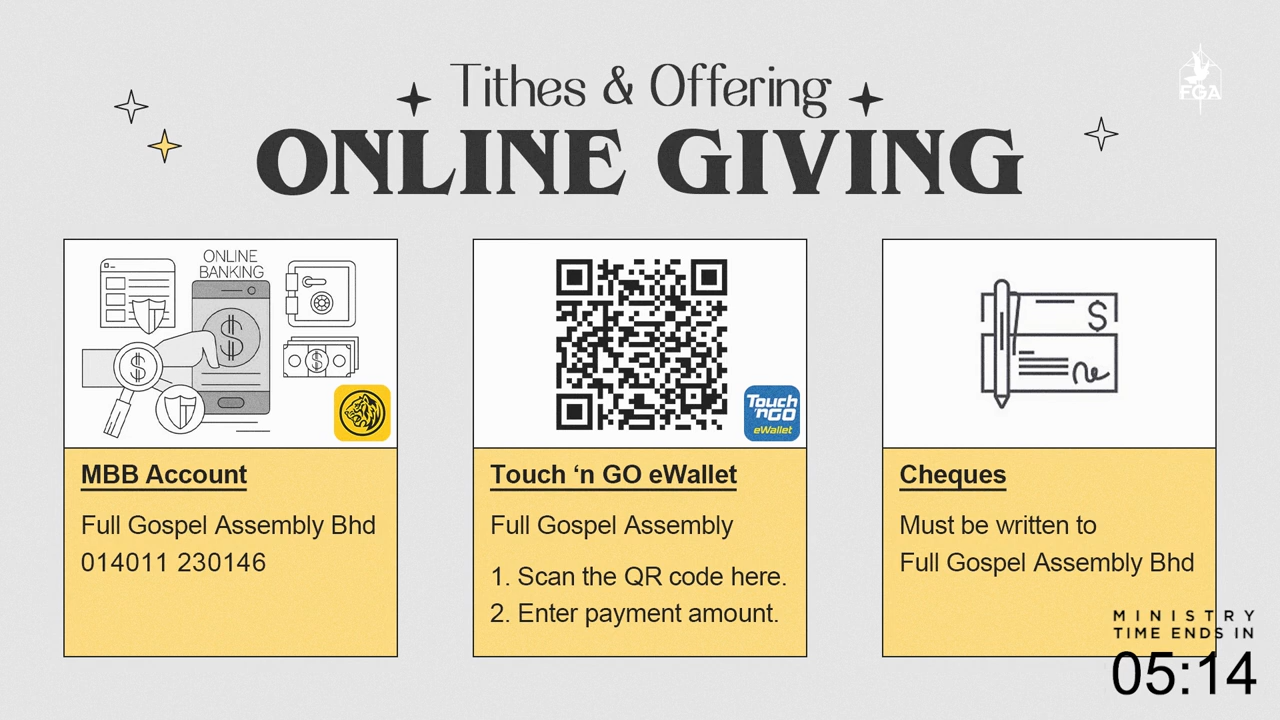 Tithes & Offering
ONLINE GIVING
FGA
ONLINE
BANKING
Touch
'nGO
eWallet
MBB Account
Full Gospel Assembly Bhd
014011 230146
Touch ‘n GO eWallet
Full Gospel Assembly
1. Scan the QR code here.
2. Enter payment amount.
Cheques
Must be written to
Full Gospel Assembly Bhd
MINISTRY
TIME ENDS IN
05:14